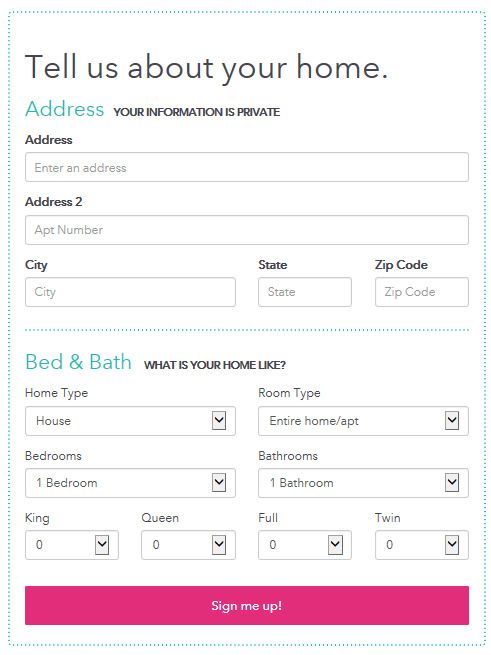 Tell us about your home.
Address YOUR INFORMATION IS PRIVATE
Address
Enter an address
Address 2
Apt Number
City State Zip Code
City State Zip Code
Bed & Bath WHAT IS YOUR HOME LIKE?
Home Type Room Type
House Entire home/apt
Bedrooms Bathrooms
1 Bedroom 1 Bathroom
King Queen Full Twin
0 0 0 0
Sign me up!